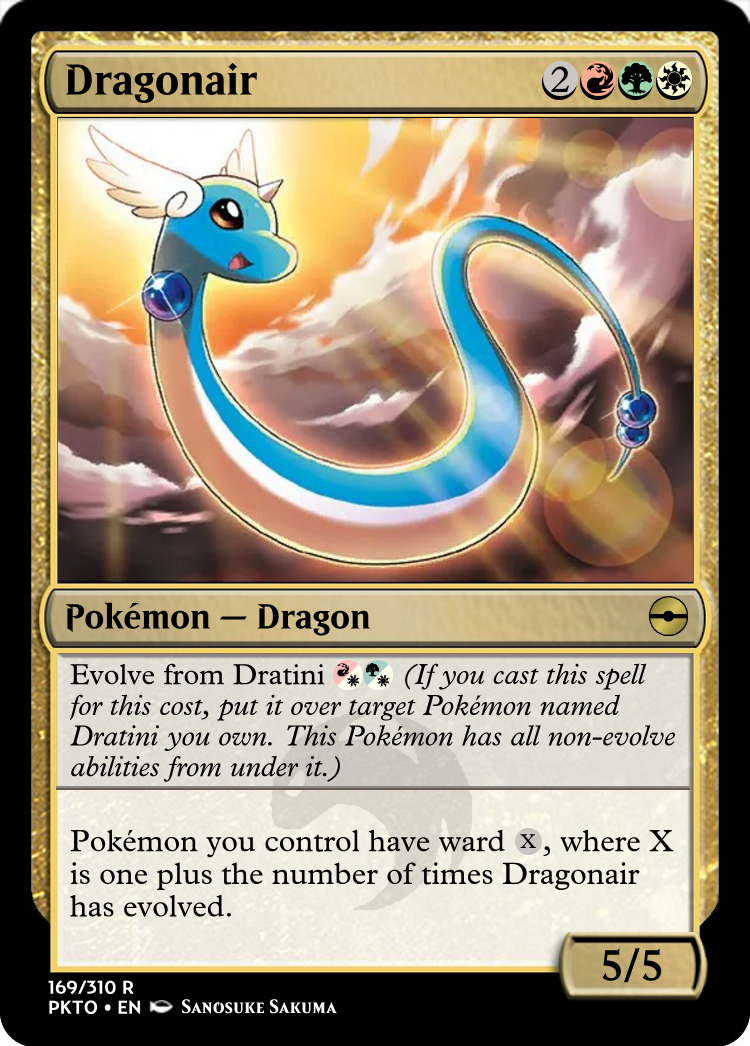 Dragonair 2
Pokémon — Dragon
Evolve from Dratini (If you cast this spell
for this cost, put it over target Pokémon named
Dratini you own. This Pokémon has all non-evolve
abilities from under it.)
Pokémon you control have ward X, where X
is one plus the number of times Dragonair
has evolved.
5/5
169/310 R
PKTO • EN SANOSUKE SAKUMA